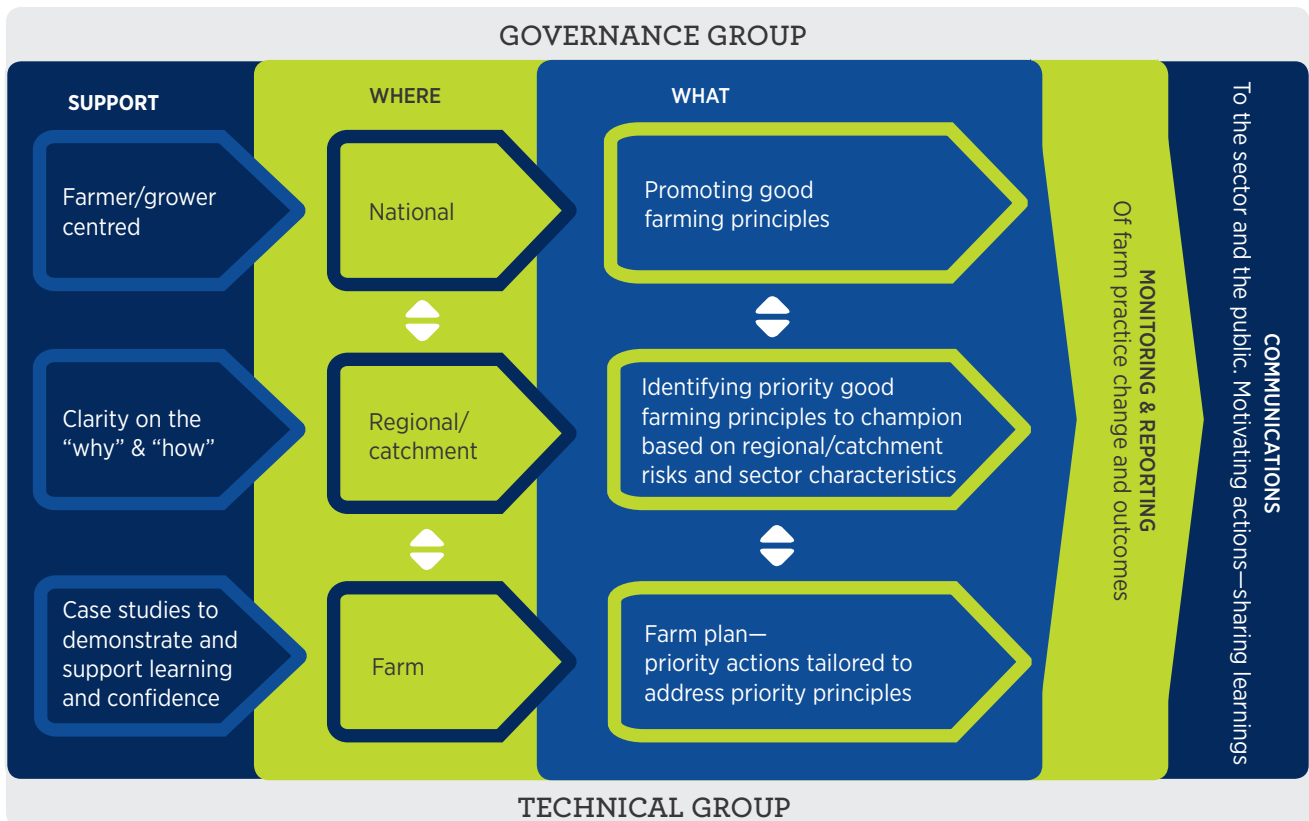 GOVERNANCE GROUP
SUPPORT
Farmer/grower
centred
Clarity on the
“why” & “how”
Case studies to
demonstrate and
support learning
and confidence
WHERE
National
Regional/
catchment
Farm
WHAT
Promoting good
farming principles
Identifying priority good
farming principles to champion
based on regional/catchment
risks and sector characteristics
Farm plan—
priority actions tailored to
address priority principles
MONITORING & REPORTING
Of farm practice change and outcomes
COMMUNICATIONS
To the sector and the public. Motivating actions—sharing learnings
TECHNICAL GROUP